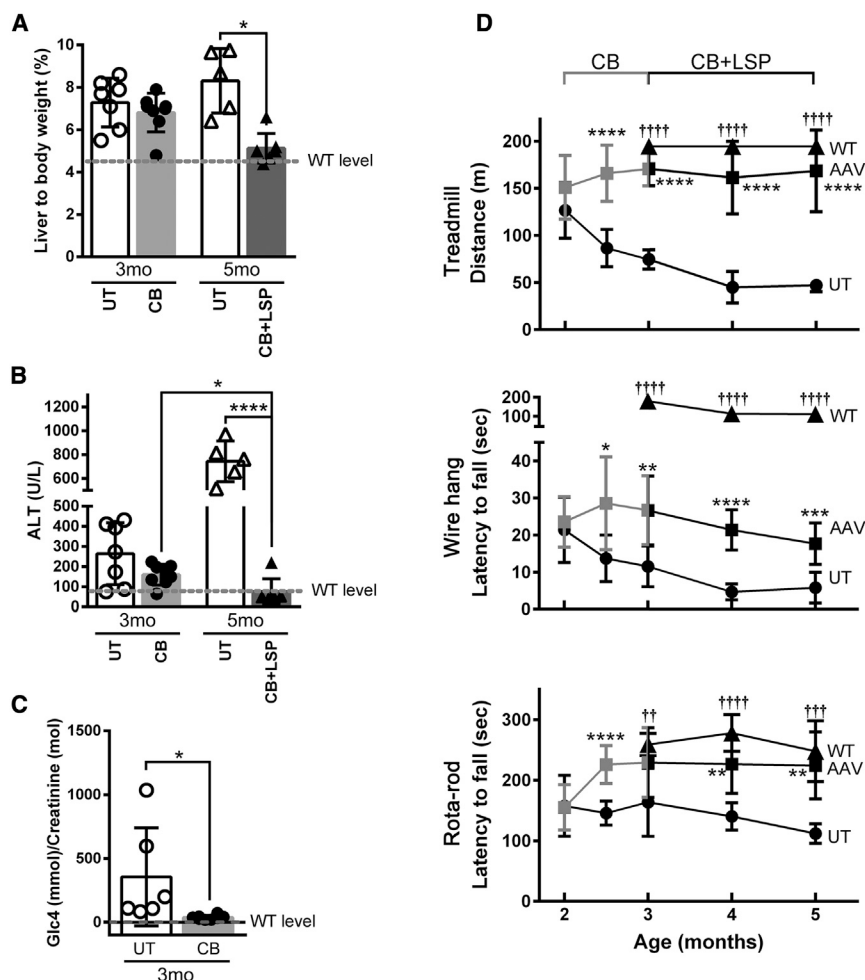 A
Liver to body weight (%)
10
8
6
4
2
0
*
WT level
3mo
5mo
UT
CB
UT
CB+LSP
B
ALT (U/L)
1200
1000
800
600
500
400
300
200
100
0
*
****
WT level
3mo
5mo
UT
CB
UT
CB+LSP
C
Glc4 (mmol)/Creatinine (mol)
1500
1000
500
0
*
WT level
UT
CB
3mo
D
CB
CB+LSP
Treadmill
Distance (m)
200
150
100
50
0
****
††††
††††
††††
WT
AAV
****
****
****
UT
Wire hang
Latency to fall (sec)
200
100
40
30
20
10
0
††††
††††
††††
WT
*
**
****
***
AAV
UT
Rota-rod
Latency to fall (sec)
300
200
100
0
****
††
††††
†††
WT
AAV
**
**
UT
2
3
4
5
Age (months)